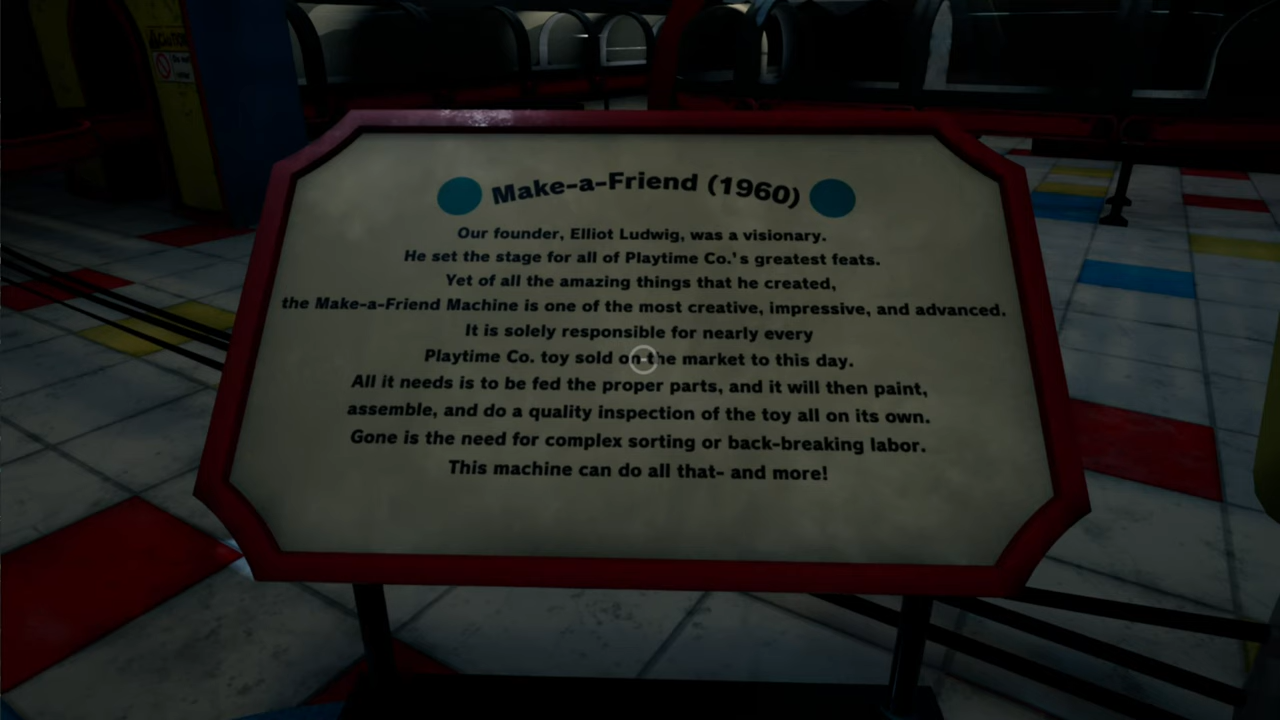 CAUTION
Make-a-Friend (1960)
Our founder, Elliot Ludwig, was a visionary.
He set the stage for all of Playtime Co.'s greatest feats.
Yet of all the amazing things that he created,
the Make-a-Friend Machine is one of the most creative, impressive, and advanced.
It is solely responsible for nearly every
Playtime Co. toy sold on the market to this day.
All it needs is to be fed the proper parts, and it will then paint,
assemble, and do a quality inspection of the toy all on its own.
Gone is the need for complex sorting or back-breaking labor.
This machine can do all that- and more!